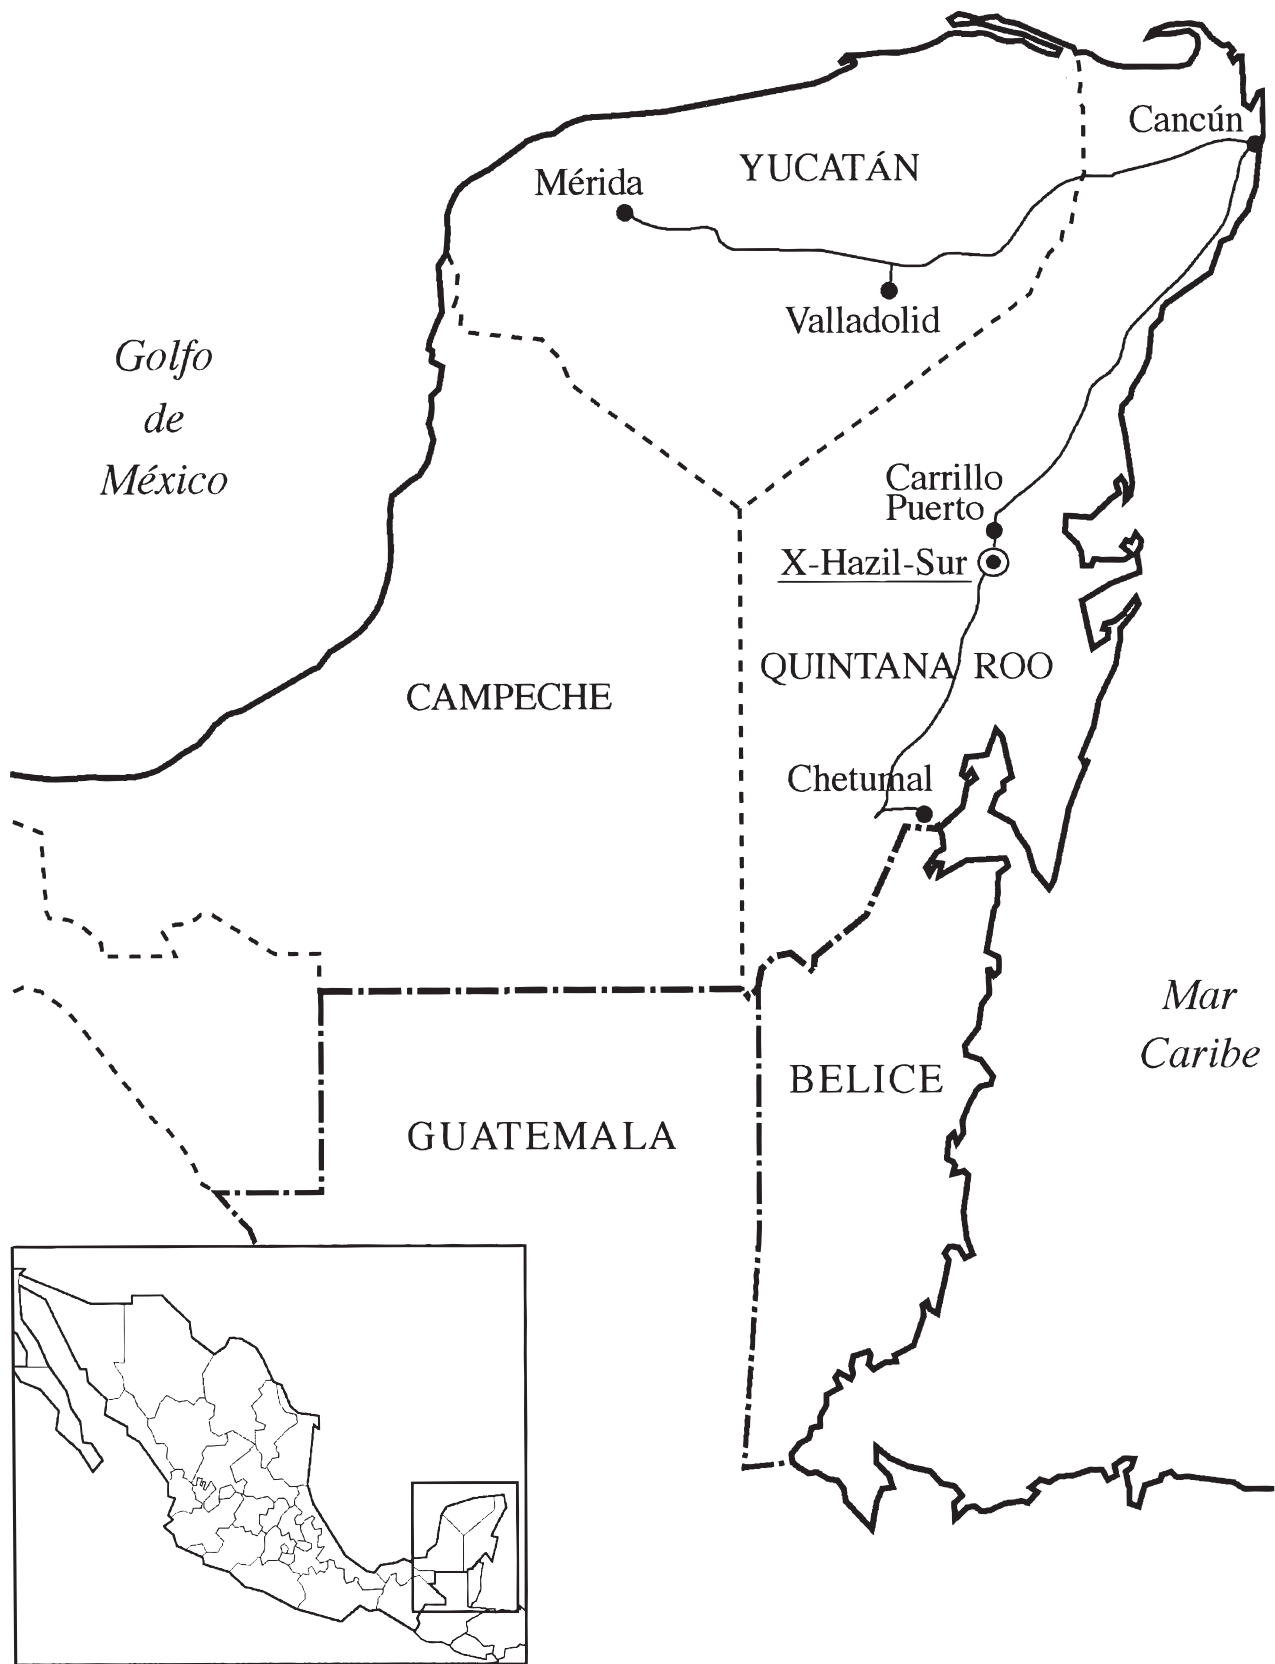 Cancún
YUCATÁN
Mérida
Valladolid
Golfo
de
México
Carrillo
Puerto
X-Hazil-Sur
QUINTANA ROO
CAMPECHE
Chetumal
Mar
Caribe
BELICE
GUATEMALA